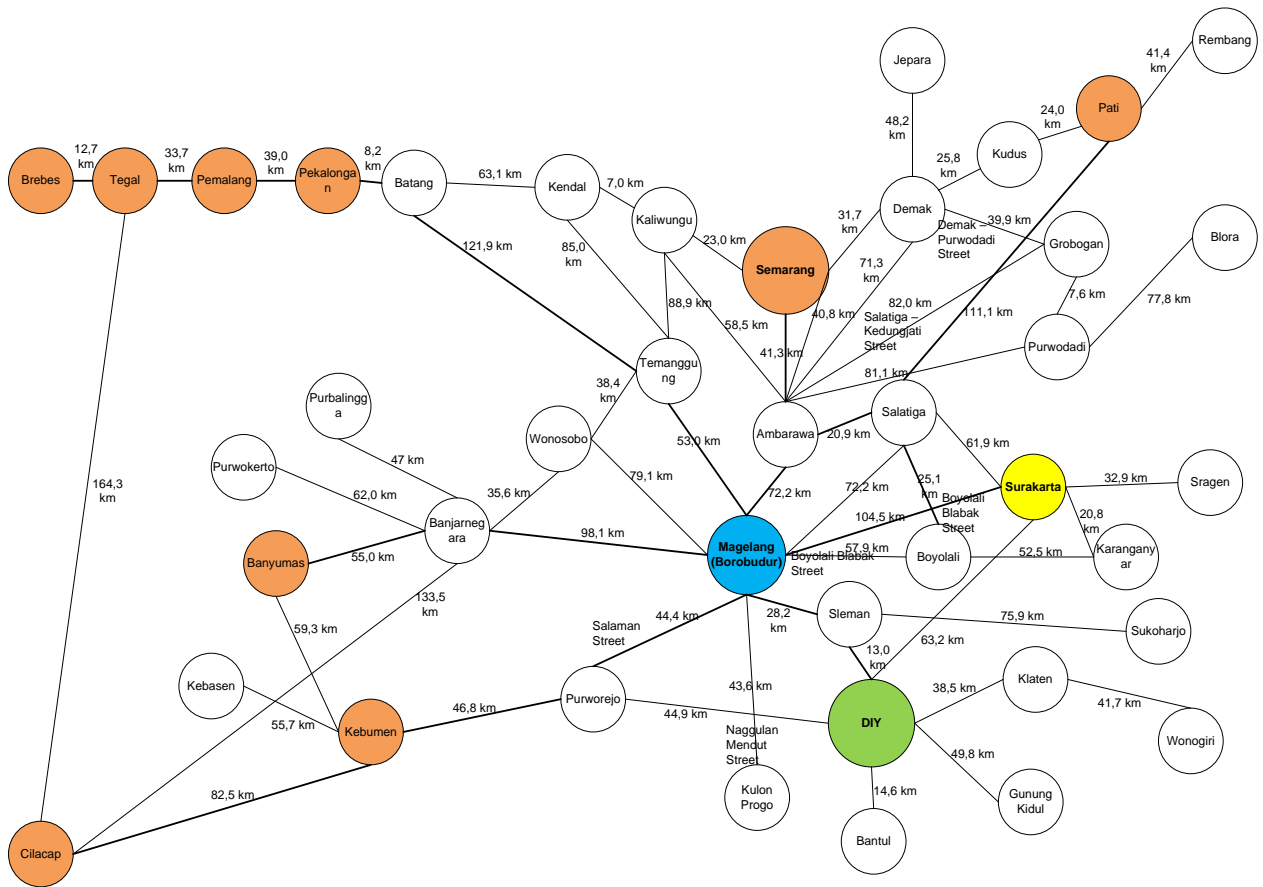 Rembang
41,4
km
Jepara
Pati
24,0
km
48,2
km
Kudus
25,8
km
12,7
km
33,7
km
39,0
km
8,2
km
Brebes
Tegal
Pemalang
Pekalongan
n
Batang
63,1 km
Kendal
7,0 km
Kaliwungu
23,0 km
31,7
km
Demak
39,9 km
Demak –
Purwodadi
Street
Grobogan
Blora
121,9 km
85,0
km
Semarang
71,3
km
88,9 km
58,5 km
40,8 km
82,0 km
Salatiga –
Kedungjati
Street
111,1 km
7,6 km
77,8 km
41,3 km
Purwodadi
81,1 km
Temanggu
ng
38,4
km
Purbalingg
a
Wonosobo
53,0 km
Ambarawa
20,9 km
Salatiga
61,9 km
47 km
Purwokerto
62,0 km
35,6 km
79,1 km
72,2 km
72,2 km
25,1
km
Boyolali
Blabak
Street
Surakarta
32,9 km
Sragen
164,3
km
Banjarneg
ara
98,1 km
104,5 km
20,8
km
Banyumas
55,0 km
Magelang
(Borobudur)
57,9 km
Boyolali Blabak
Street
Boyolali
52,5 km
Karangany
ar
133,5
km
59,3 km
Salaman
Street
44,4 km
28,2
km
Sleman
75,9 km
Sukoharjo
63,2 km
13,0
km
Kebasen
55,7 km
Kebumen
46,8 km
Purworejo
44,9 km
43,6 km
DIY
38,5 km
Klaten
41,7 km
Wonogiri
Naggulan
Mendut
Street
49,8 km
Kulon
Progo
14,6 km
Gunung
Kidul
82,5 km
Bantul
Cilacap